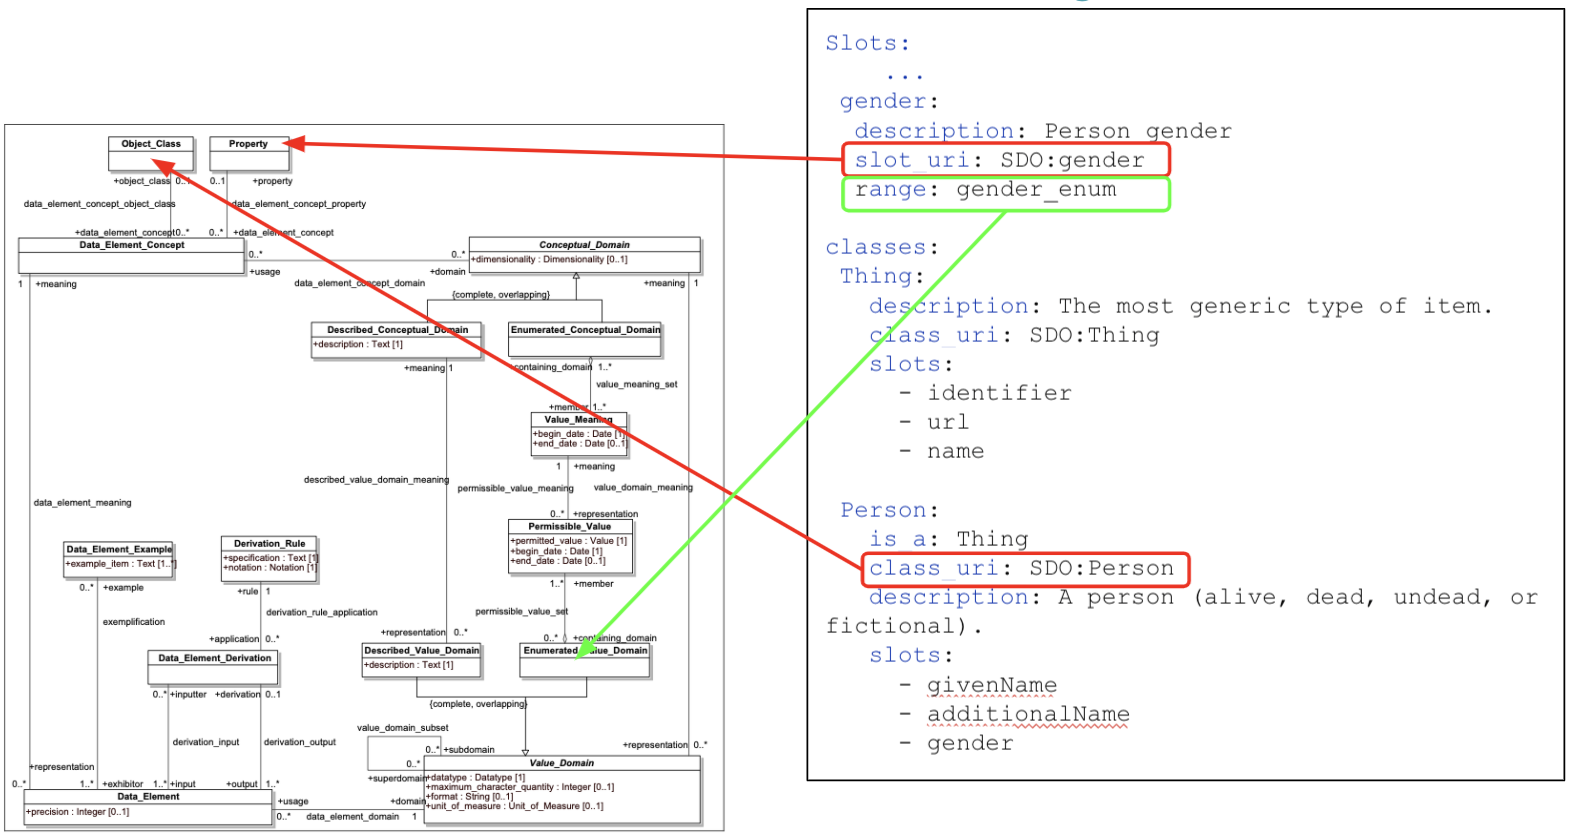 Object_Class
Property
+object_class 0..1
0..1 +property
data_element_concept_object_class
data_element_concept_property
+data_element_concept 0..*
0..* +data_element_concept
Data_Element_Concept
0..*
+usage
1 +meaning
0..*
+domain
data_element_concept_domain
Conceptual_Domain
+dimensionality : Dimensionality [0..1]
+meaning 1
{complete, overlapping}
Described_Conceptual_Domain
+description : Text [1]
Enumerated_Conceptual_Domain
+meaning 1
+containing_domain 1..*
value_meaning_set
+member 1..*
Value_Meaning
+begin_date : Date [1]
+end_date : Date [0..1]
1 +meaning
described_value_domain_meaning
permissible_value_meaning
value_domain_meaning
data_element_meaning
0..* +representation
Permissible_Value
+permitted_value : Value [1]
+begin_date : Date [1]
+end_date : Date [0..1]
1..* +member
Data_Element_Example
+example_item : Text [1..*]
0..* +example
Derivation_Rule
+specification : Text [1]
+notation : Notation [1]
+rule 1
exemplification
derivation_rule_application
permissible_value_set
+application 0..*
+representation 0..*
0..* +containing_domain
Data_Element_Derivation
Described_Value_Domain
+description : Text [1]
Enumerated_Value_Domain
0..* +inputter +derivation 0..1
{complete, overlapping}
derivation_input
derivation_output
value_domain_subset
0..* +subdomain
+representation 0..*
0..*
+superdomain
+representation
0..*
1..* +exhibitor 1..* +input
+output 1..*
Data_Element
+precision : Integer [0..1]
+usage
0..*
data_element_domain
+domain
1
Value_Domain
+datatype : Datatype [1]
+maximum_character_quantity : Integer [0..1]
+format : String [0..1]
+unit_of_measure : Unit_of_Measure [0..1]
Slots:
...
gender:
description: Person gender
slot_uri: SDO:gender
range: gender_enum
classes:
Thing:
description: The most generic type of item.
class_uri: SDO:Thing
slots:
- identifier
- url
- name
Person:
is_a: Thing
class_uri: SDO:Person
description: A person (alive, dead, undead, or
fictional).
slots:
- givenName
- additionalName
- gender